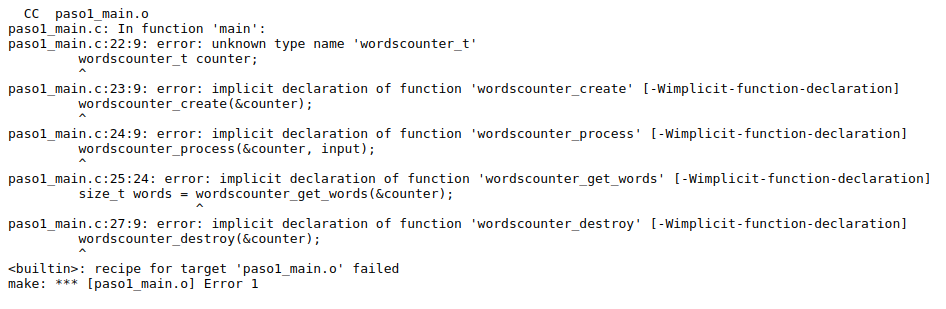 CC paso1_main.o
paso1_main.c: In function 'main':
paso1_main.c:22:9: error: unknown type name 'wordscounter_t'
wordscounter_t counter;
^
paso1_main.c:23:9: error: implicit declaration of function 'wordscounter_create' [-Wimplicit-function-declaration]
wordscounter_create(&counter);
^
paso1_main.c:24:9: error: implicit declaration of function 'wordscounter_process' [-Wimplicit-function-declaration]
wordscounter_process(&counter, input);
^
paso1_main.c:25:24: error: implicit declaration of function 'wordscounter_get_words' [-Wimplicit-function-declaration]
size_t words = wordscounter_get_words(&counter);
^
paso1_main.c:27:9: error: implicit declaration of function 'wordscounter_destroy' [-Wimplicit-function-declaration]
wordscounter_destroy(&counter);
^
<builtin>: recipe for target 'paso1_main.o' failed
make: *** [paso1_main.o] Error 1